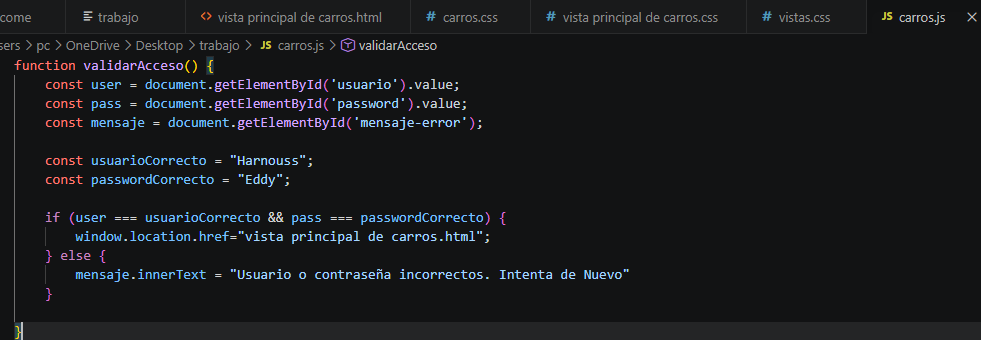 come trabajo <> vista principal de carros.html # carros.css # vista principal de carros.css # vistas.css JS carros.js ×
sers > pc > OneDrive > Desktop > trabajo > JS carros.js > validarAcceso
function validarAcceso() {
    const user = document.getElementById('usuario').value;
    const pass = document.getElementById('password').value;
    const mensaje = document.getElementById('mensaje-error');

    const usuarioCorrecto = "Harnouss";
    const passwordCorrecto = "Eddy";

    if (user === usuarioCorrecto && pass === passwordCorrecto) {
        window.location.href="vista principal de carros.html";
    } else {
        mensaje.innerText = "Usuario o contraseña incorrectos. Intenta de Nuevo"
    }

}